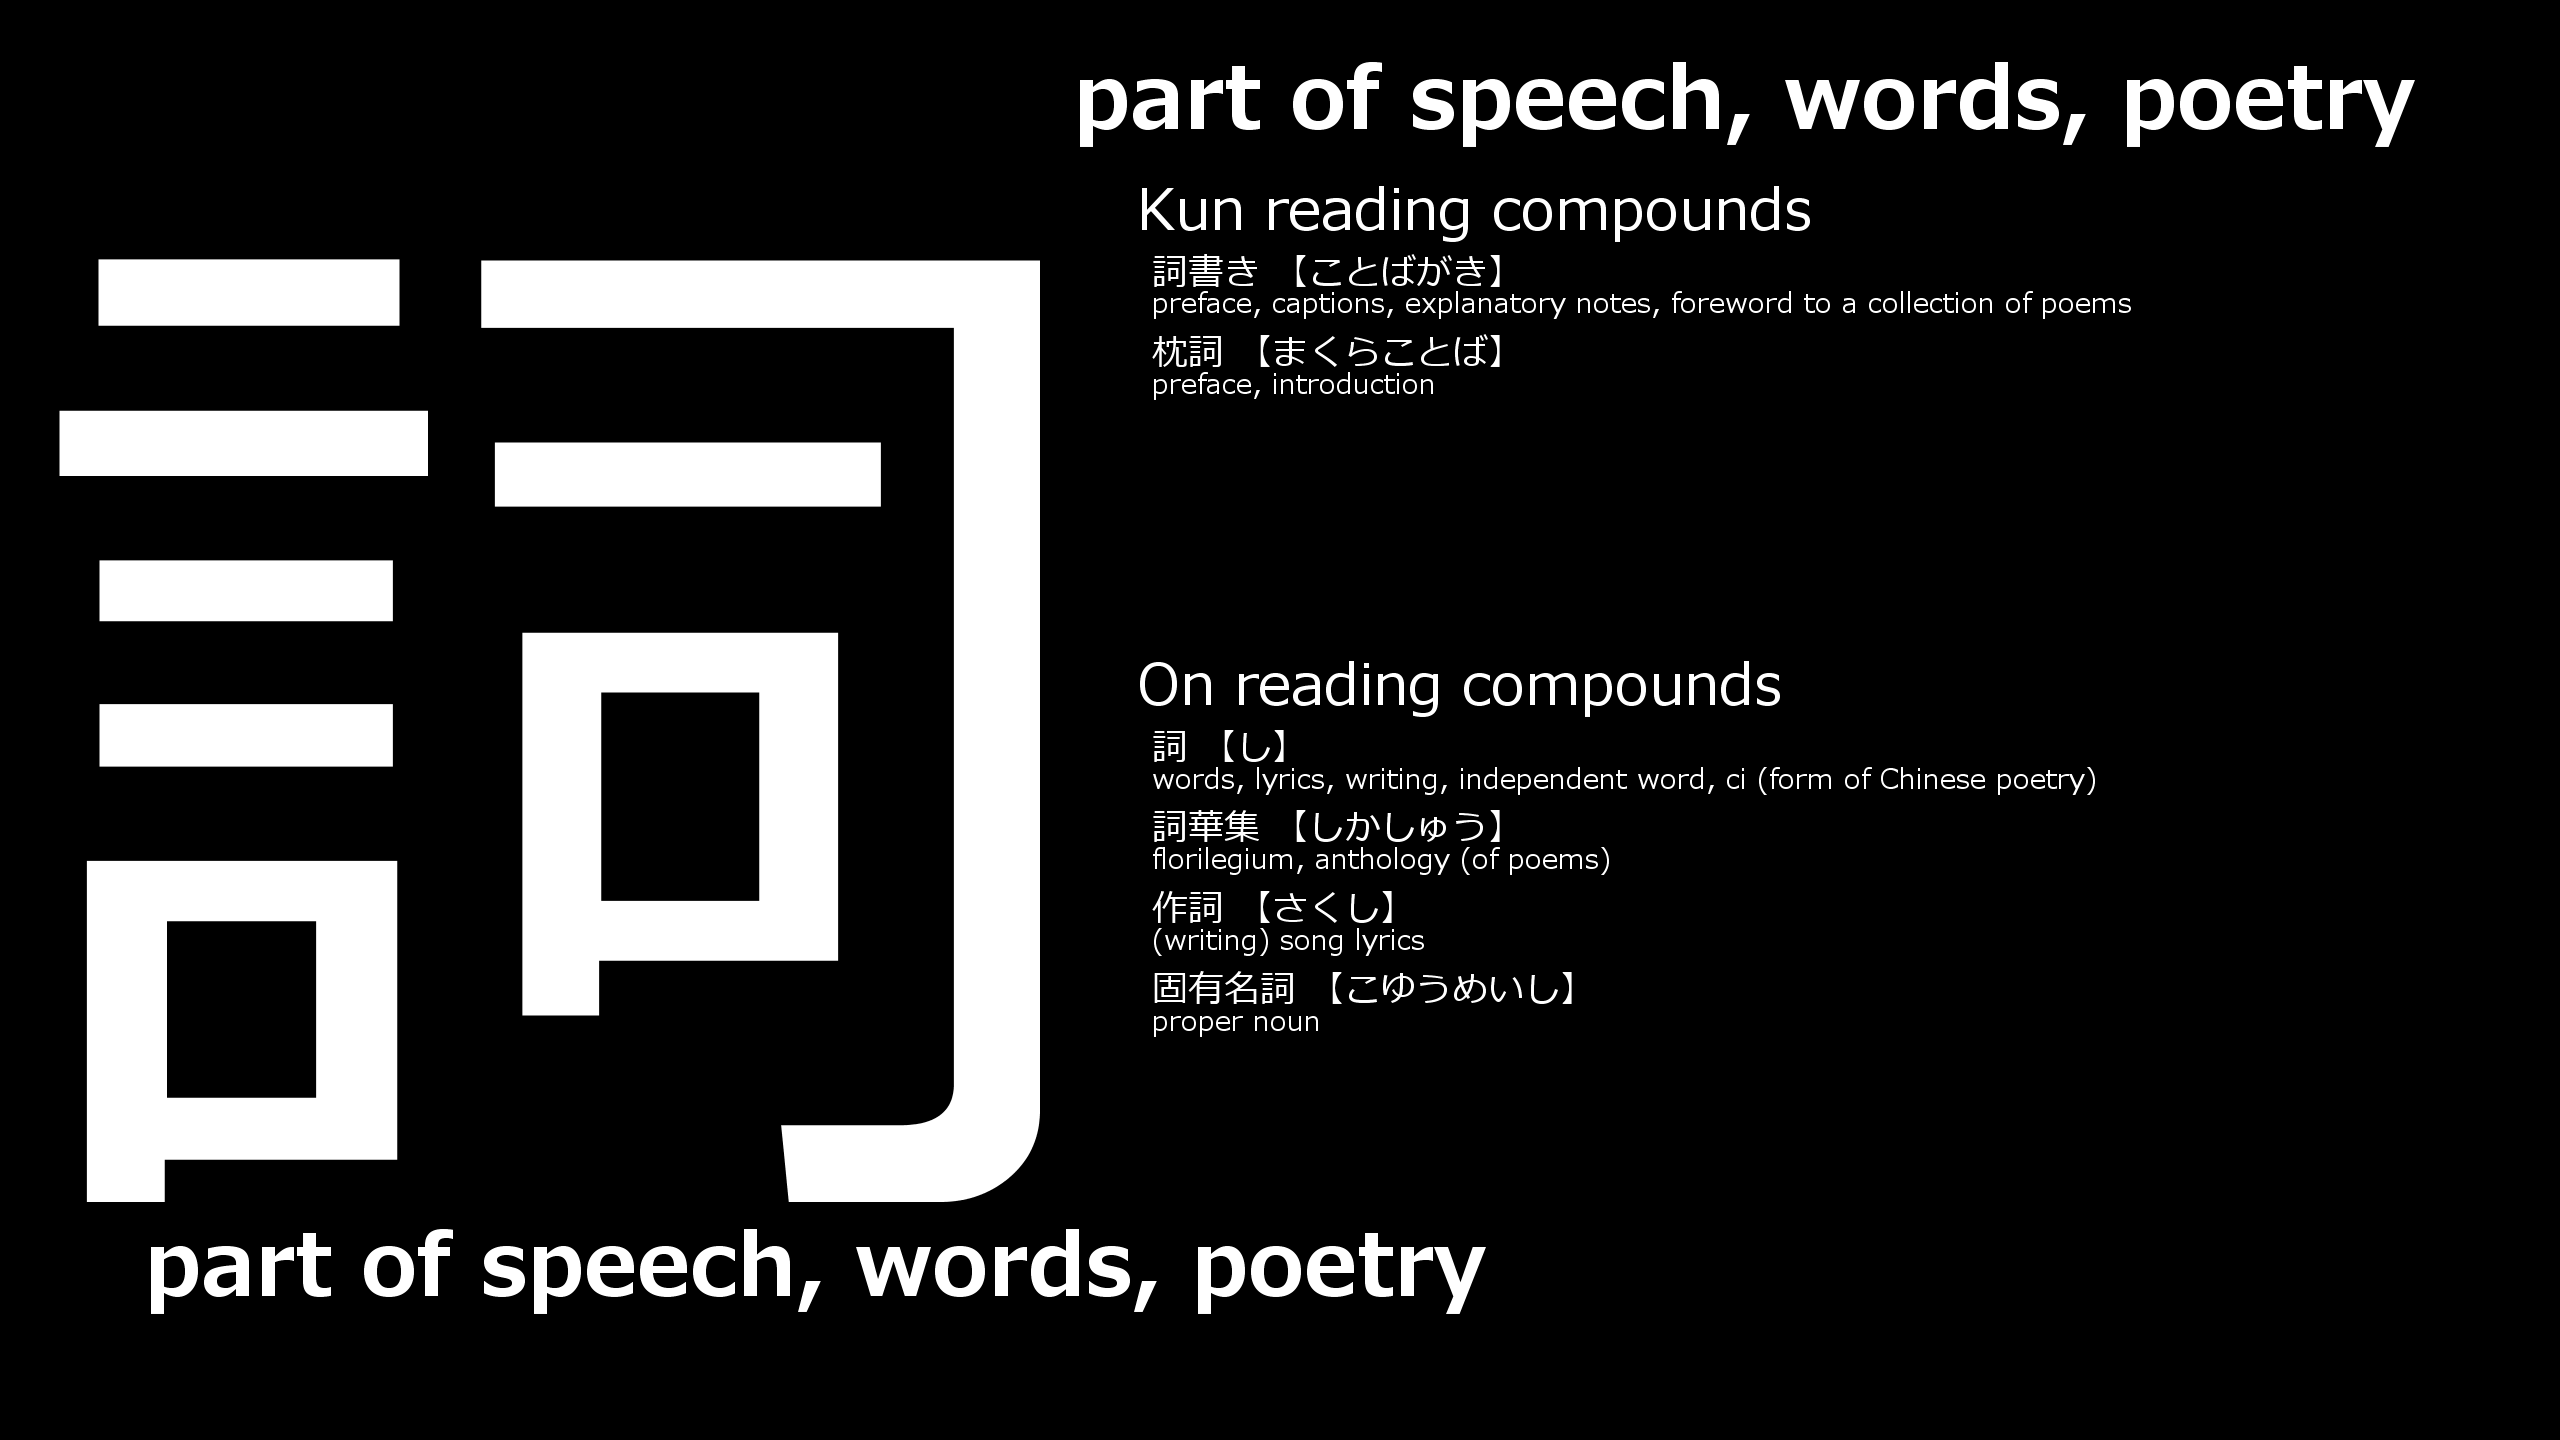 part of speech, words, poetry
詞
Kun reading compounds
詞書き 【ことばがき】
preface, captions, explanatory notes, foreword to a collection of poems
枕詞 【まくらことば】
preface, introduction
On reading compounds
詞 【し】
words, lyrics, writing, independent word, ci (form of Chinese poetry)
詞華集 【しかしゅう】
florilegium, anthology (of poems)
作詞 【さくし】
(writing) song lyrics
固有名詞 【こゆうめいし】
proper noun
part of speech, words, poetry